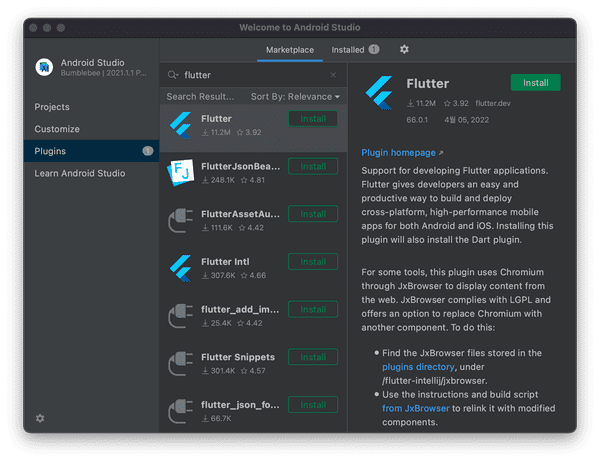 Welcome to Android Studio
Android Studio
Bumblebee | 2021.1.1 P...
Projects
Customize
Plugins 1
Learn Android Studio
Marketplace Installed 1
flutter
Search Result... Sort By: Relevance
Flutter
11.2M 3.92
Install
FlutterJsonBea...
248.1K 4.81
Install
FlutterAssetAu...
111.6K 4.42
Install
Flutter Intl
307.6K 4.66
Install
flutter_add_im...
25.4K 4.42
Install
Flutter Snippets
301.4K 4.57
Install
flutter_json_fo...
66.7K
Install
FJ
Flutter
Install
11.2M 3.92 flutter.dev
66.0.1 4월 05, 2022
Plugin homepage
Support for developing Flutter applications.
Flutter gives developers an easy and
productive way to build and deploy
cross-platform, high-performance mobile
apps for both Android and iOS. Installing this
plugin will also install the Dart plugin.
For some tools, this plugin uses Chromium
through JxBrowser to display content from
the web. JxBrowser complies with LGPL and
offers an option to replace Chromium with
another component. To do this:
• Find the JxBrowser files stored in the
plugins directory, under
/flutter-intellij/jxbrowser.
• Use the instructions and build script
from JxBrowser to relink it with modified
components.